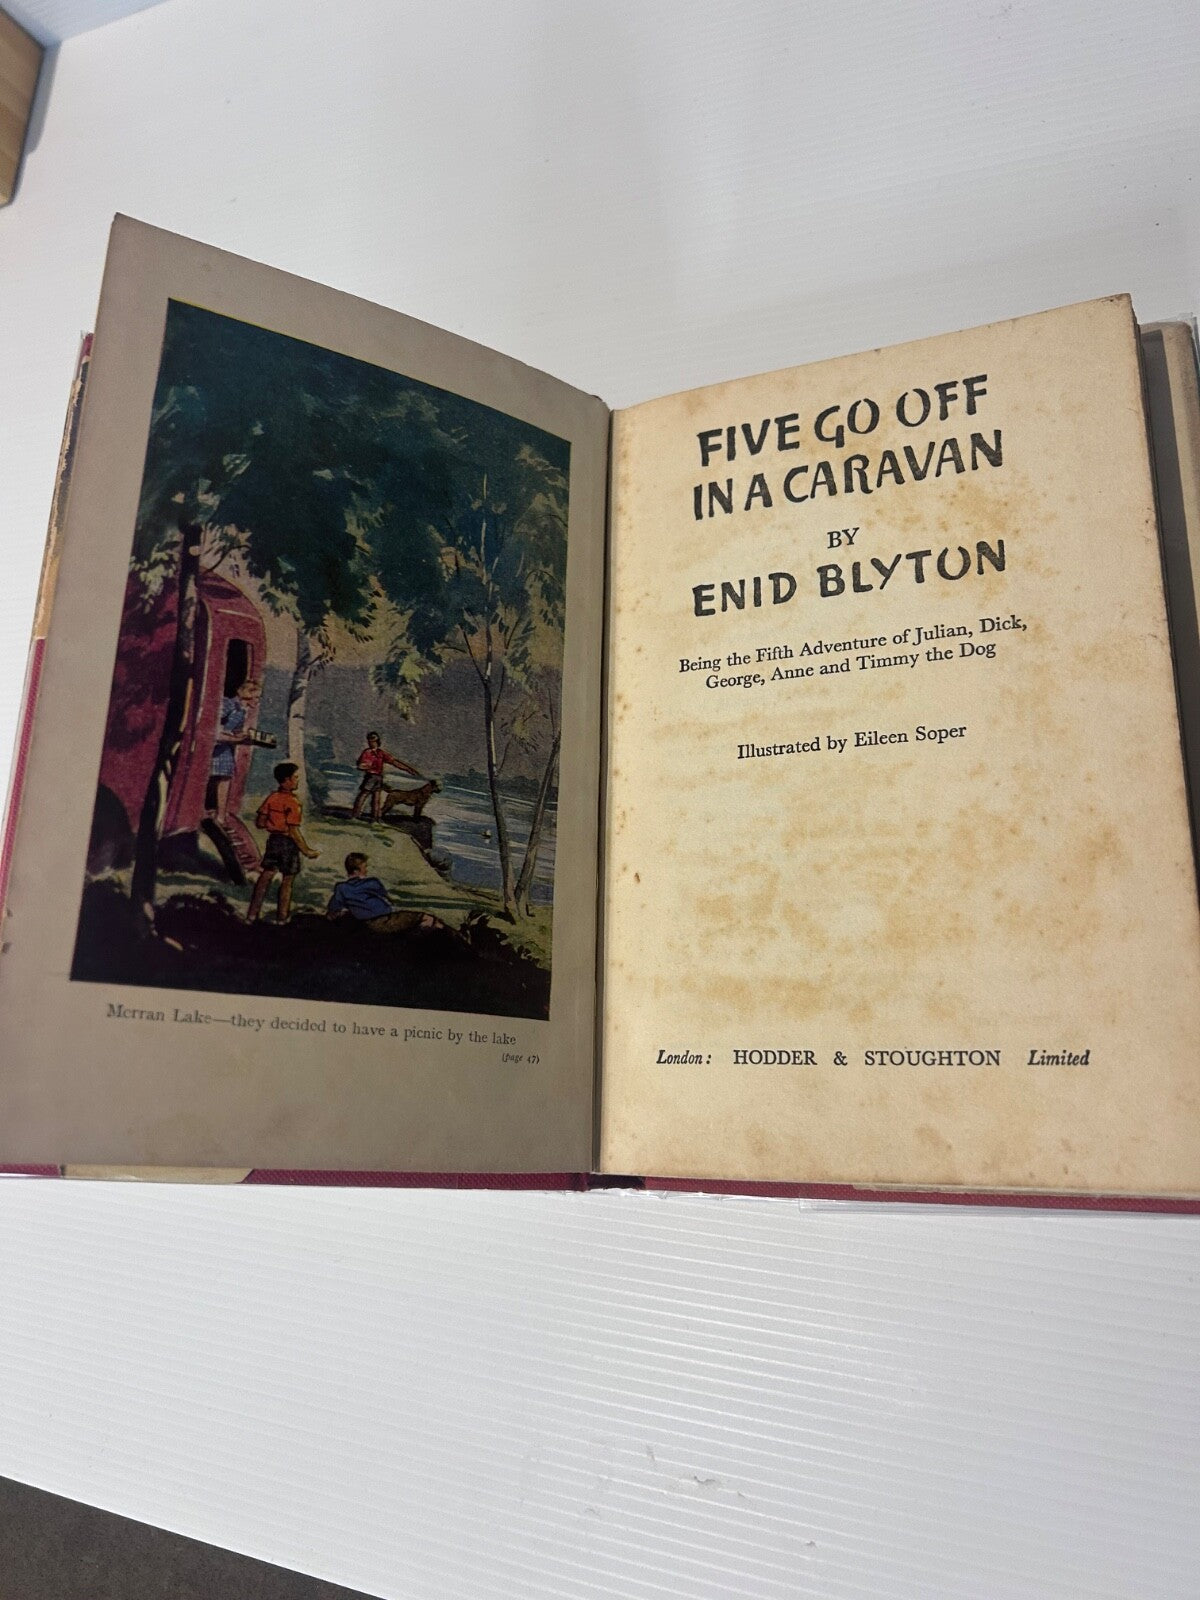 Merran Lake—they decided to have a picnic by the lake
(page 47)
FIVE GO OFF
IN A CARAVAN
BY
ENID BLYTON
Being the Fifth Adventure of Julian, Dick,
George, Anne and Timmy the Dog
Illustrated by Eileen Soper
London: HODDER & STOUGHTON Limited